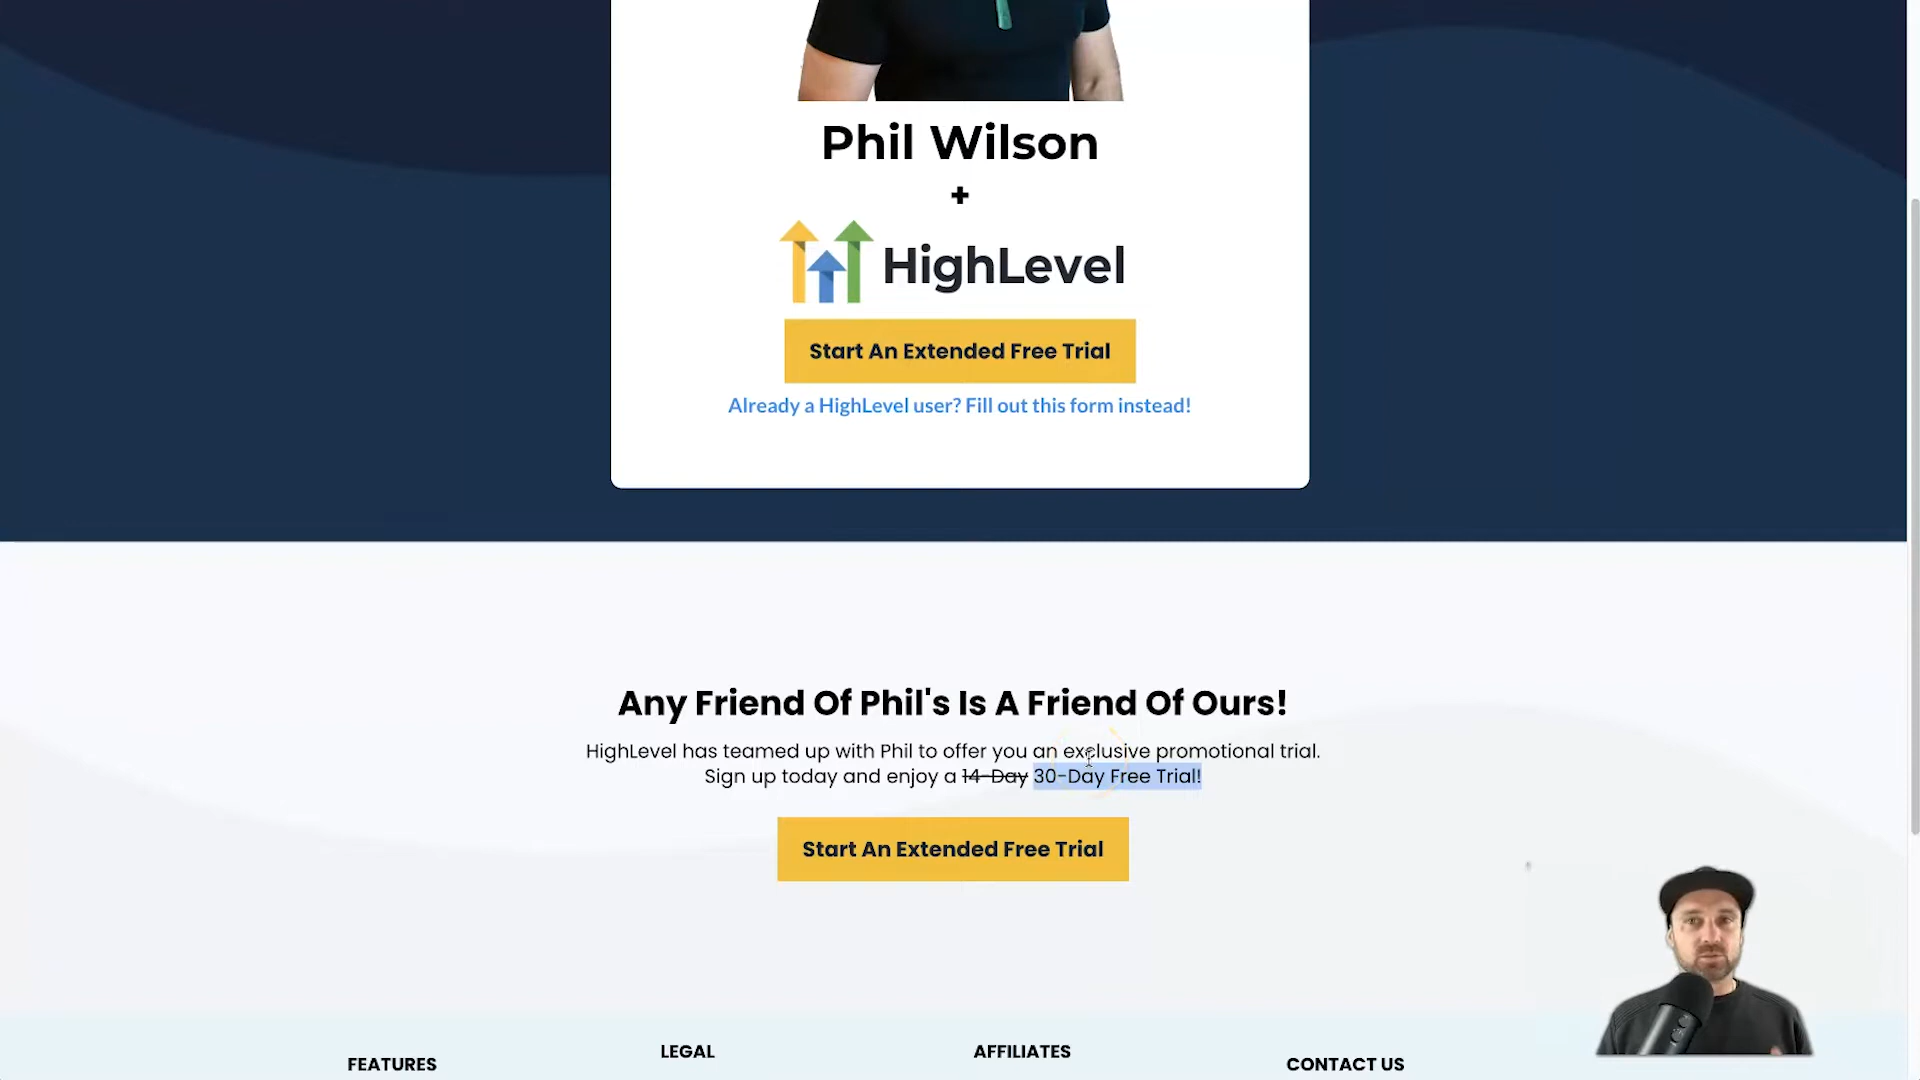 Phil Wilson
+
HighLevel
Start An Extended Free Trial
Already a HighLevel user? Fill out this form instead!
Any Friend Of Phil's Is A Friend Of Ours!
HighLevel has teamed up with Phil to offer you an exclusive promotional trial.
Sign up today and enjoy a 14-Day 30-Day Free Trial!
Start An Extended Free Trial
FEATURES
LEGAL
AFFILIATES
CONTACT US